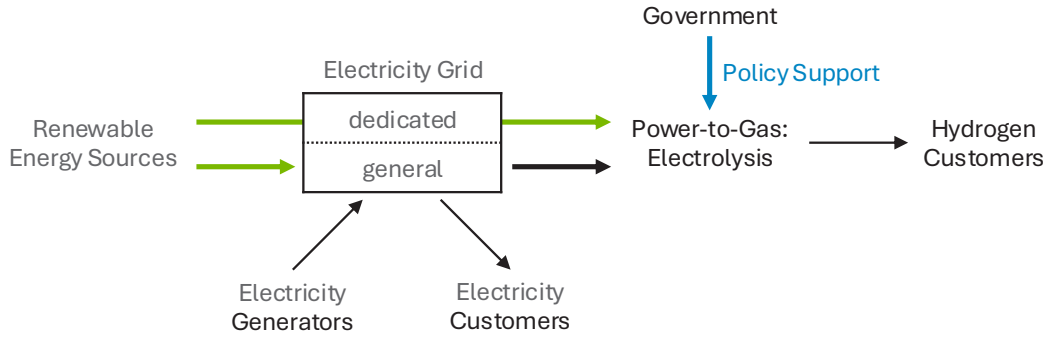 Government
Policy Support
Electricity Grid
dedicated
general
Renewable
Energy Sources
Power-to-Gas:
Electrolysis
Hydrogen
Customers
Electricity
Generators
Electricity
Customers